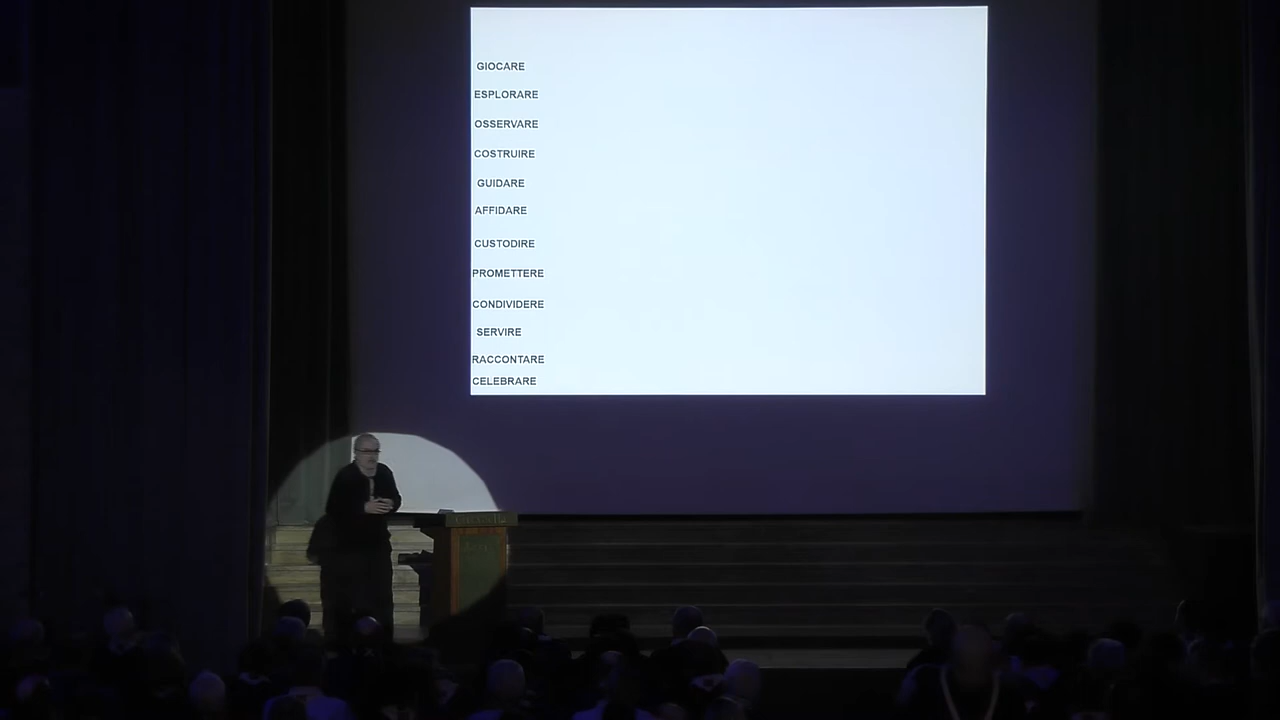 GIOCARE
ESPLORARE
OSSERVARE
COSTRUIRE
GUIDARE
AFFIDARE
CUSTODIRE
PROMETTERE
CONDIVIDERE
SERVIRE
RACCONTARE
CELEBRARE